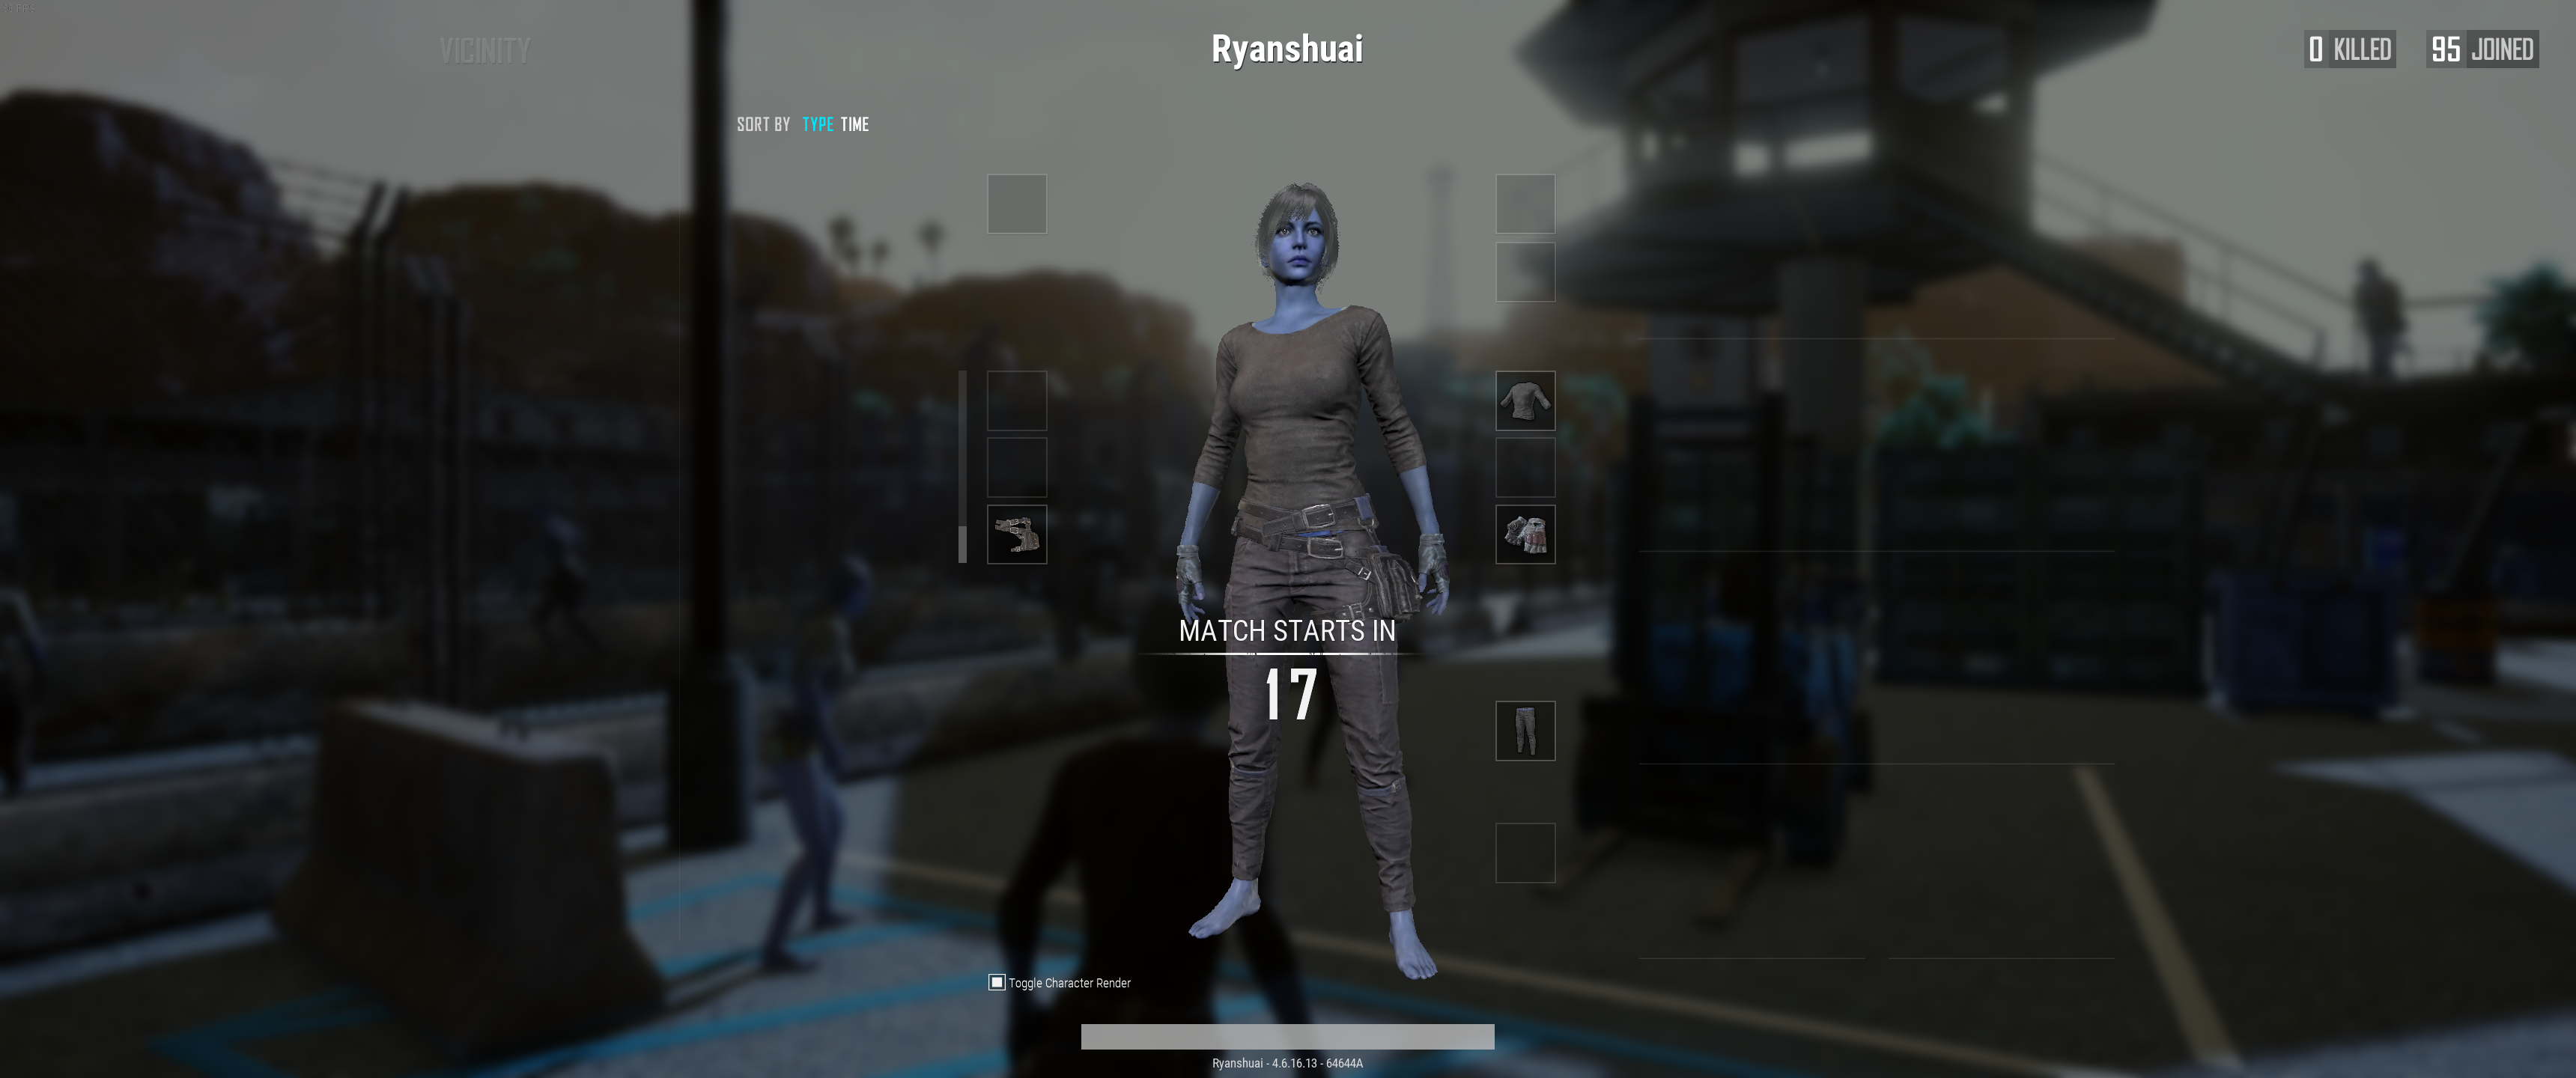 VICINITY
Ryanshuai
0 KILLED 95 JOINED
SORT BY TYPE TIME
MATCH STARTS IN
17
Toggle Character Render
Ryanshuai - 4.6.16.13 - 64644A